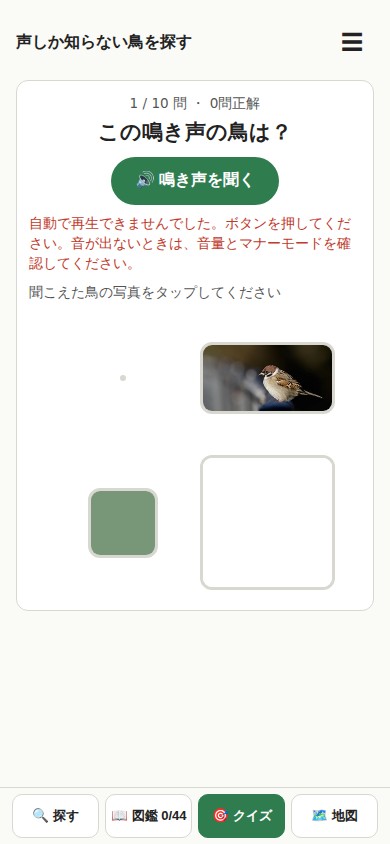 声しか知らない鳥を探す
1 / 10 問 ・ 0問正解
この鳴き声の鳥は？
🔊 鳴き声を聞く
自動で再生できませんでした。ボタンを押してくだ
さい。音が出ないときは、音量とマナーモードを確
認してください。
聞こえた鳥の写真をタップしてください
🔍 探す
📖 図鑑 0/44
🎯 クイズ
🗺️ 地図